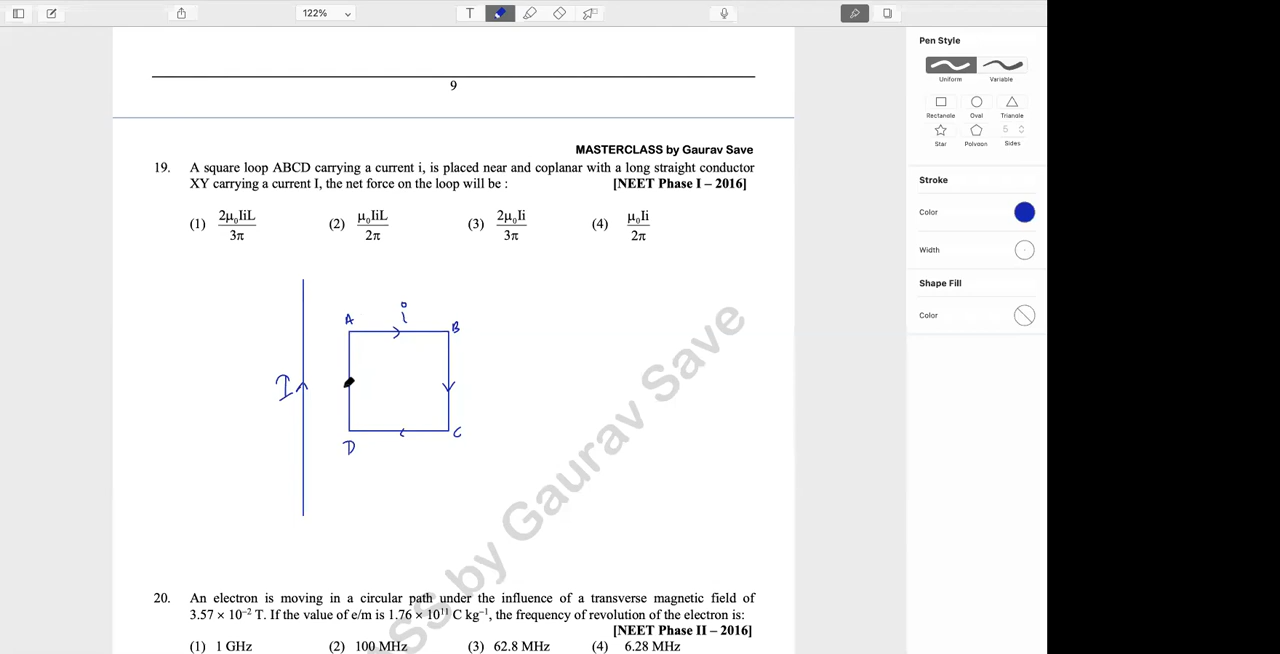 122%
T
Pen Style
Uniform Variable
Rectangle Oval Triangle
Star Polygon 5 Sides
Stroke
Color
Width
Shape Fill
Color
9
MASTERCLASS by Gaurav Save
19. A square loop ABCD carrying a current i, is placed near and coplanar with a long straight conductor
XY carrying a current I, the net force on the loop will be : [NEET Phase I – 2016]
(1) 2μ₀IiL/3π (2) μ₀IiL/2π (3) 2μ₀Ii/3π (4) μ₀Ii/2π
i
A B
I
D C
ss by Gaurav Save
20. An electron is moving in a circular path under the influence of a transverse magnetic field of
3.57 × 10⁻² T. If the value of e/m is 1.76 × 10¹¹ C kg⁻¹, the frequency of revolution of the electron is:
[NEET Phase II – 2016]
(1) 1 GHz (2) 100 MHz (3) 62.8 MHz (4) 6.28 MHz